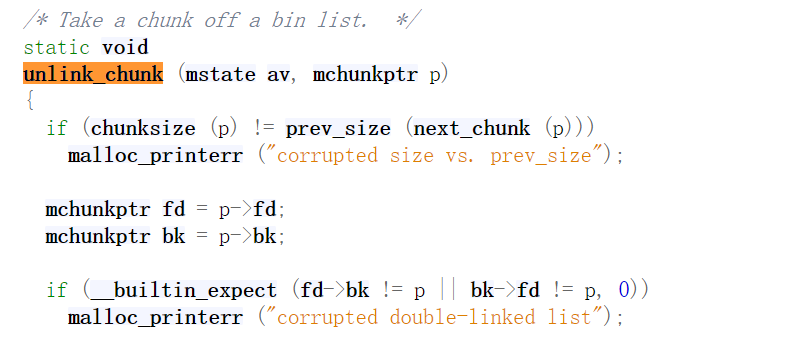 /* Take a chunk off a bin list.  */
static void
unlink_chunk (mstate av, mchunkptr p)
{
  if (chunksize (p) != prev_size (next_chunk (p)))
    malloc_printerr ("corrupted size vs. prev_size");

  mchunkptr fd = p->fd;
  mchunkptr bk = p->bk;

  if (__builtin_expect (fd->bk != p || bk->fd != p, 0))
    malloc_printerr ("corrupted double-linked list");